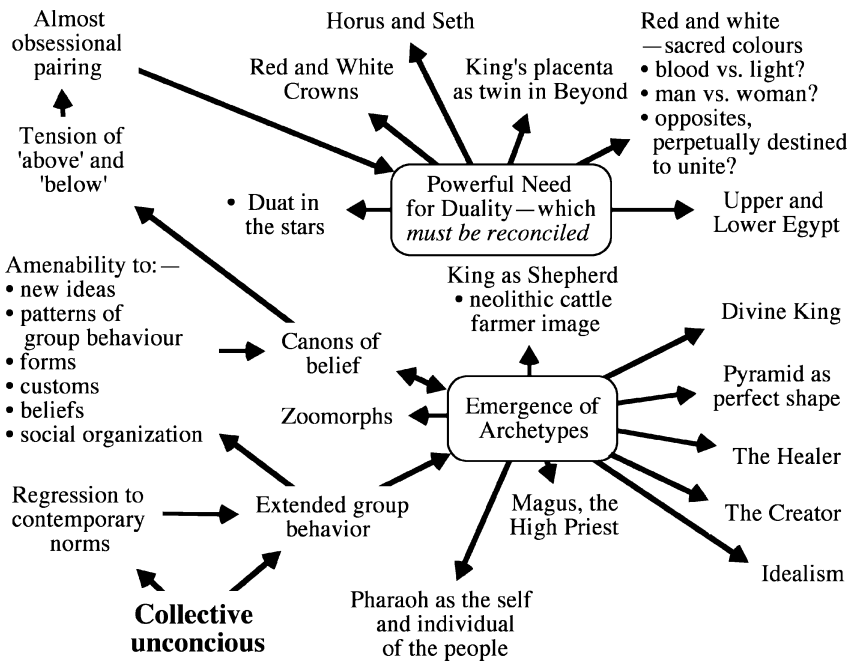 Almost
obsessional
pairing
Horus and Seth
Red and White
Crowns
King's placenta
as twin in Beyond
Red and white
—sacred colours
• blood vs. light?
• man vs. woman?
• opposites,
perpetually destined
to unite?
Tension of
'above' and
'below'
• Duat in
the stars
Powerful Need
for Duality—which
must be reconciled
Upper and
Lower Egypt
Amenability to:—
• new ideas
• patterns of
group behaviour
• forms
• customs
• beliefs
• social organization
Canons of
belief
King as Shepherd
• neolithic cattle
farmer image
Zoomorphs
Emergence of
Archetypes
Divine King
Pyramid as
perfect shape
The Healer
The Creator
Idealism
Magus, the
High Priest
Regression to
contemporary
norms
Extended group
behavior
Collective
unconcious
Pharaoh as the self
and individual
of the people